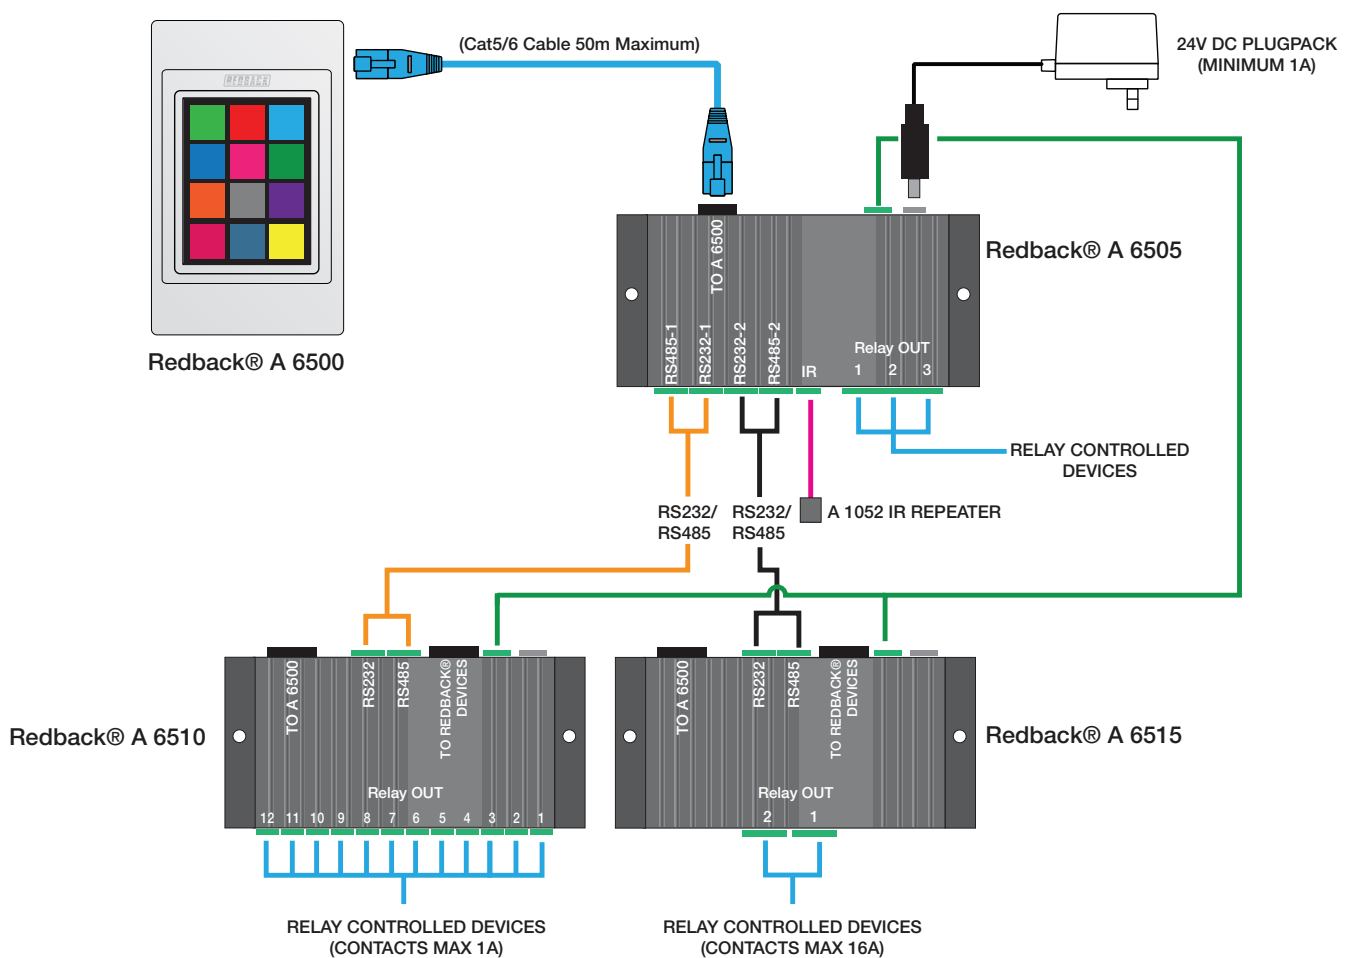 (Cat5/6 Cable 50m Maximum)
24V DC PLUGPACK
(MINIMUM 1A)
REDBACK
Redback® A 6500
TO A 6500
Redback® A 6505
RS485-1
RS232-1
RS232-2
RS485-2
IR
Relay OUT
1 2 3
RELAY CONTROLLED
DEVICES
RS232/
RS485
RS232/
RS485
A 1052 IR REPEATER
Redback® A 6510
TO A 6500
RS232
RS485
TO REDBACK®
DEVICES
Relay OUT
12 11 10 9 8 7 6 5 4 3 2 1
RELAY CONTROLLED DEVICES
(CONTACTS MAX 1A)
TO A 6500
RS232
RS485
TO REDBACK®
DEVICES
Redback® A 6515
Relay OUT
2 1
RELAY CONTROLLED DEVICES
(CONTACTS MAX 16A)